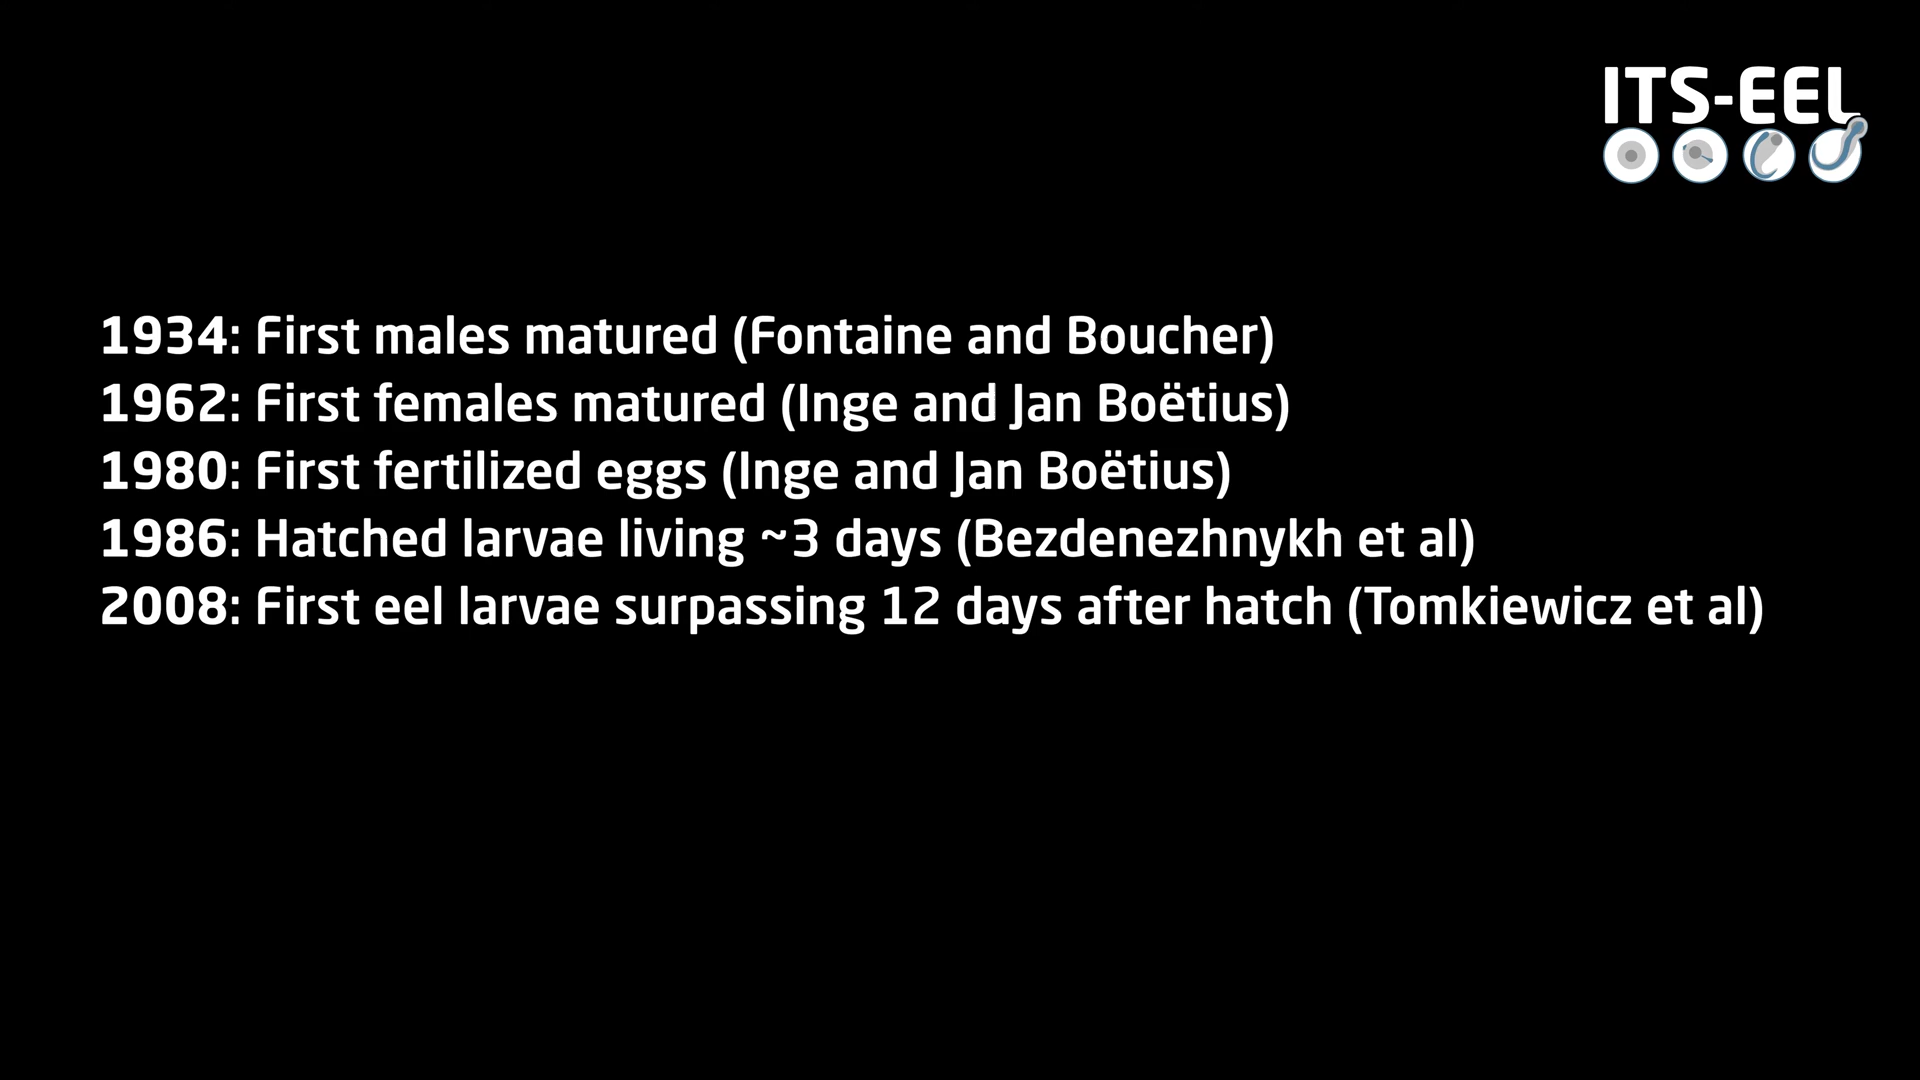 ITS-EEL
1934: First males matured (Fontaine and Boucher)
1962: First females matured (Inge and Jan Boëtius)
1980: First fertilized eggs (Inge and Jan Boëtius)
1986: Hatched larvae living ~3 days (Bezdenezhnykh et al)
2008: First eel larvae surpassing 12 days after hatch (Tomkiewicz et al)